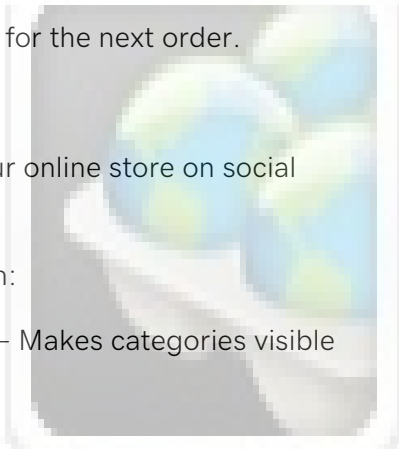 for the next order.
ur online store on social
n:
– Makes categories visible